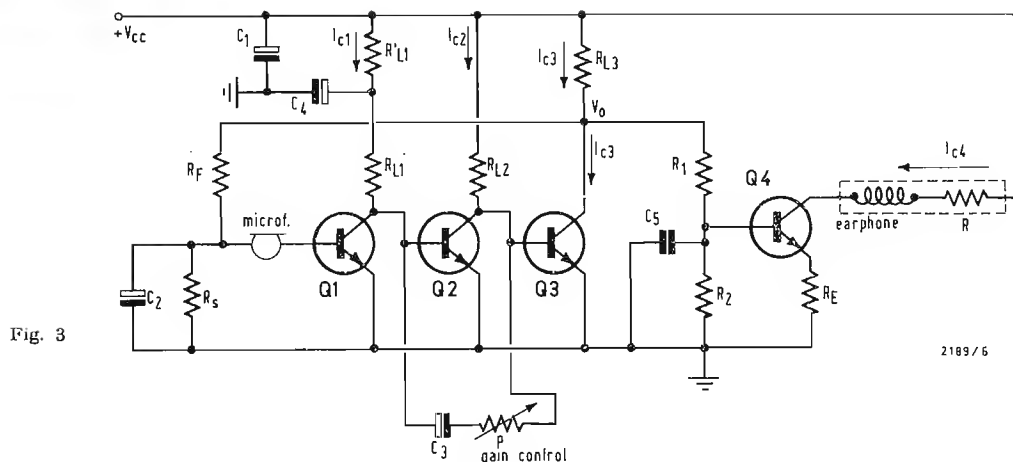 +Vcc
C1
Ic1
R'L1
Ic2
Ic3
RL3
C4
Vo
RF
RL1
RL2
Ic3
R1
Ic4
Q4
microf.
C5
earphone
R
C2
Rs
Q1
Q2
Q3
R2
RE
Fig. 3
2189/6
C3
P
gain control